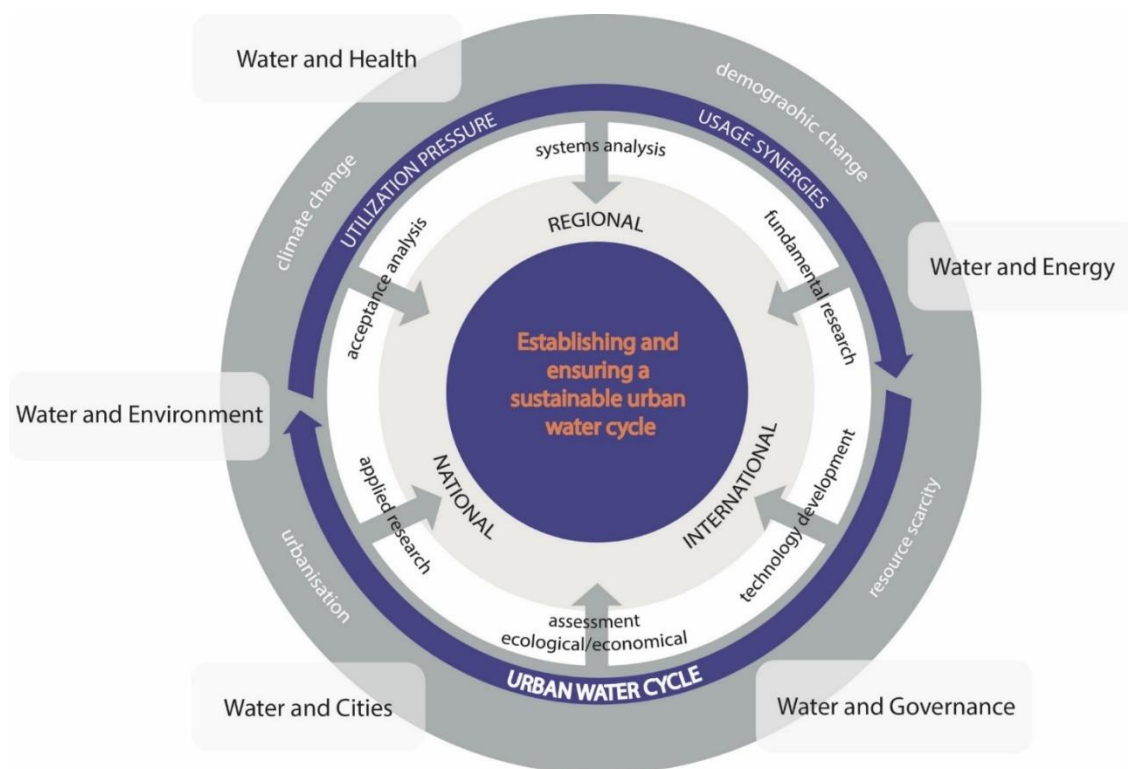 Water and Health
demograohic change
USAGE SYNERGIES
UTILIZATION PRESSURE
climate change
systems analysis
REGIONAL
fundamental research
acceptance analysis
Water and Energy
Establishing and
ensuring a
sustainable urban
water cycle
Water and Environment
NATIONAL
INTERNATIONAL
applied research
technology development
resource scarcity
urbanisation
assessment
ecological/economical
URBAN WATER CYCLE
Water and Cities
Water and Governance